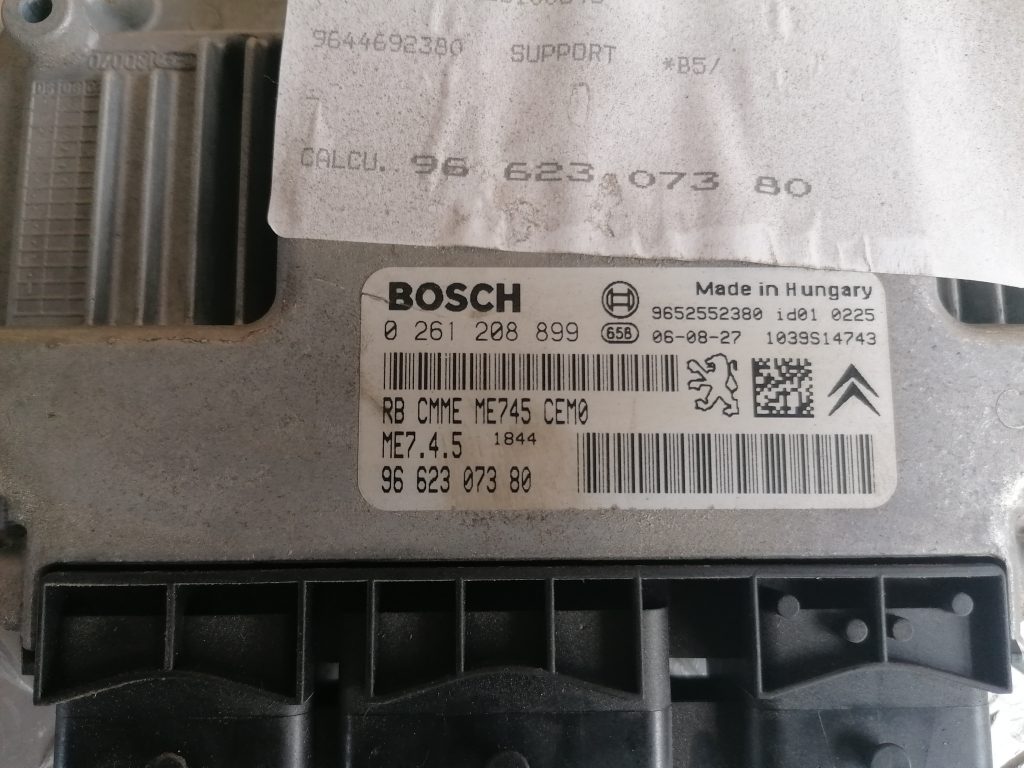 9644692380 SUPPORT *B5/
CALCU. 96 623 073 80
BOSCH Made in Hungary
9652552380 id01 0225
0 261 208 899 65B 06-08-27 1039S14743
RB CMME ME745 CEM0
ME7.4.5 1844
96 623 073 80